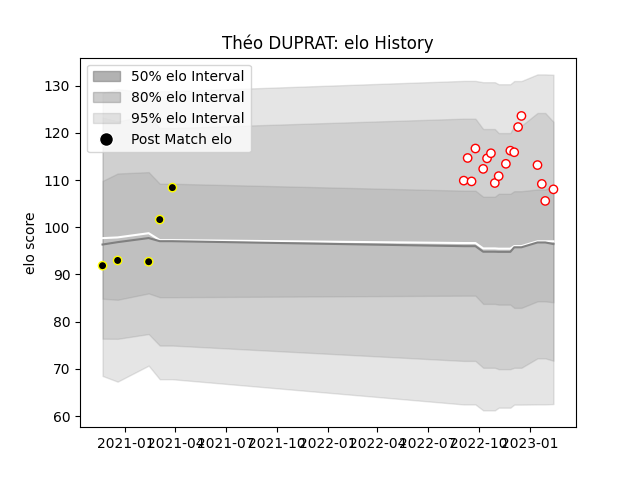 Théo DUPRAT: elo History
50% elo Interval
80% elo Interval
95% elo Interval
Post Match elo
elo score
130
120
110
100
90
80
70
60
2021-01 2021-04 2021-07 2021-10 2022-01 2022-04 2022-07 2022-10 2023-01